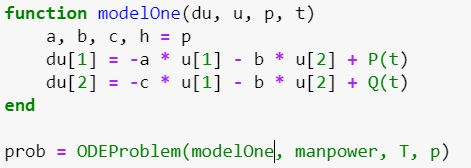 function modelOne(du, u, p, t)
    a, b, c, h = p
    du[1] = -a * u[1] - b * u[2] + P(t)
    du[2] = -c * u[1] - b * u[2] + Q(t)
end

prob = ODEProblem(modelOne, manpower, T, p)